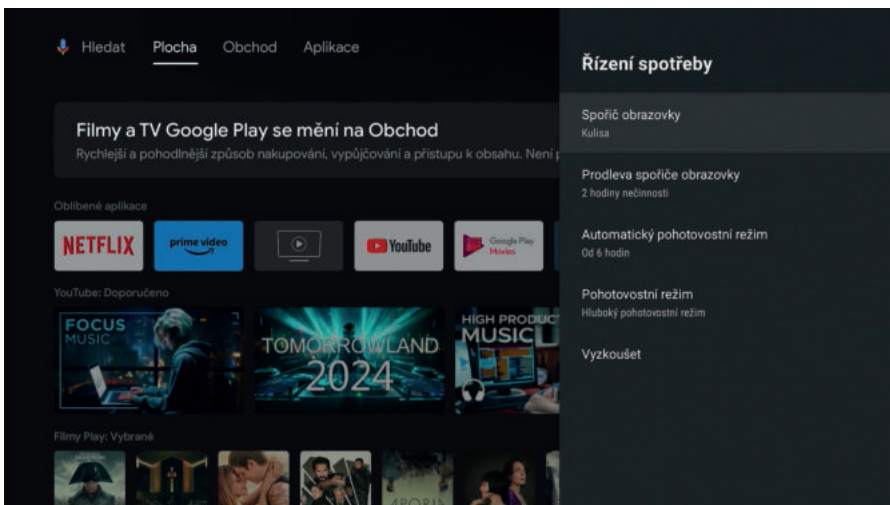 Hledat
Plocha
Obchod
Aplikace
Filmy a TV Google Play se mění na Obchod
Rychlejší a pohodlnější způsob nakupování, vypůjčování a přístupu k obsahu. Není
Oblíbené aplikace
NETFLIX
prime video
YouTube
Google Play
Movies
YouTube: Doporučeno
FOCUS
MUSIC
TOMORROWLAND
2024
HIGH PRODUC
MUSIC
Filmy Play: Vybrané
Řízení spotřeby
Spořič obrazovky
Kulisa
Prodleva spořiče obrazovky
2 hodiny nečinnosti
Automatický pohotovostní režim
Od 6 hodin
Pohotovostní režim
Hluboký pohotovostní režim
Vyzkoušet